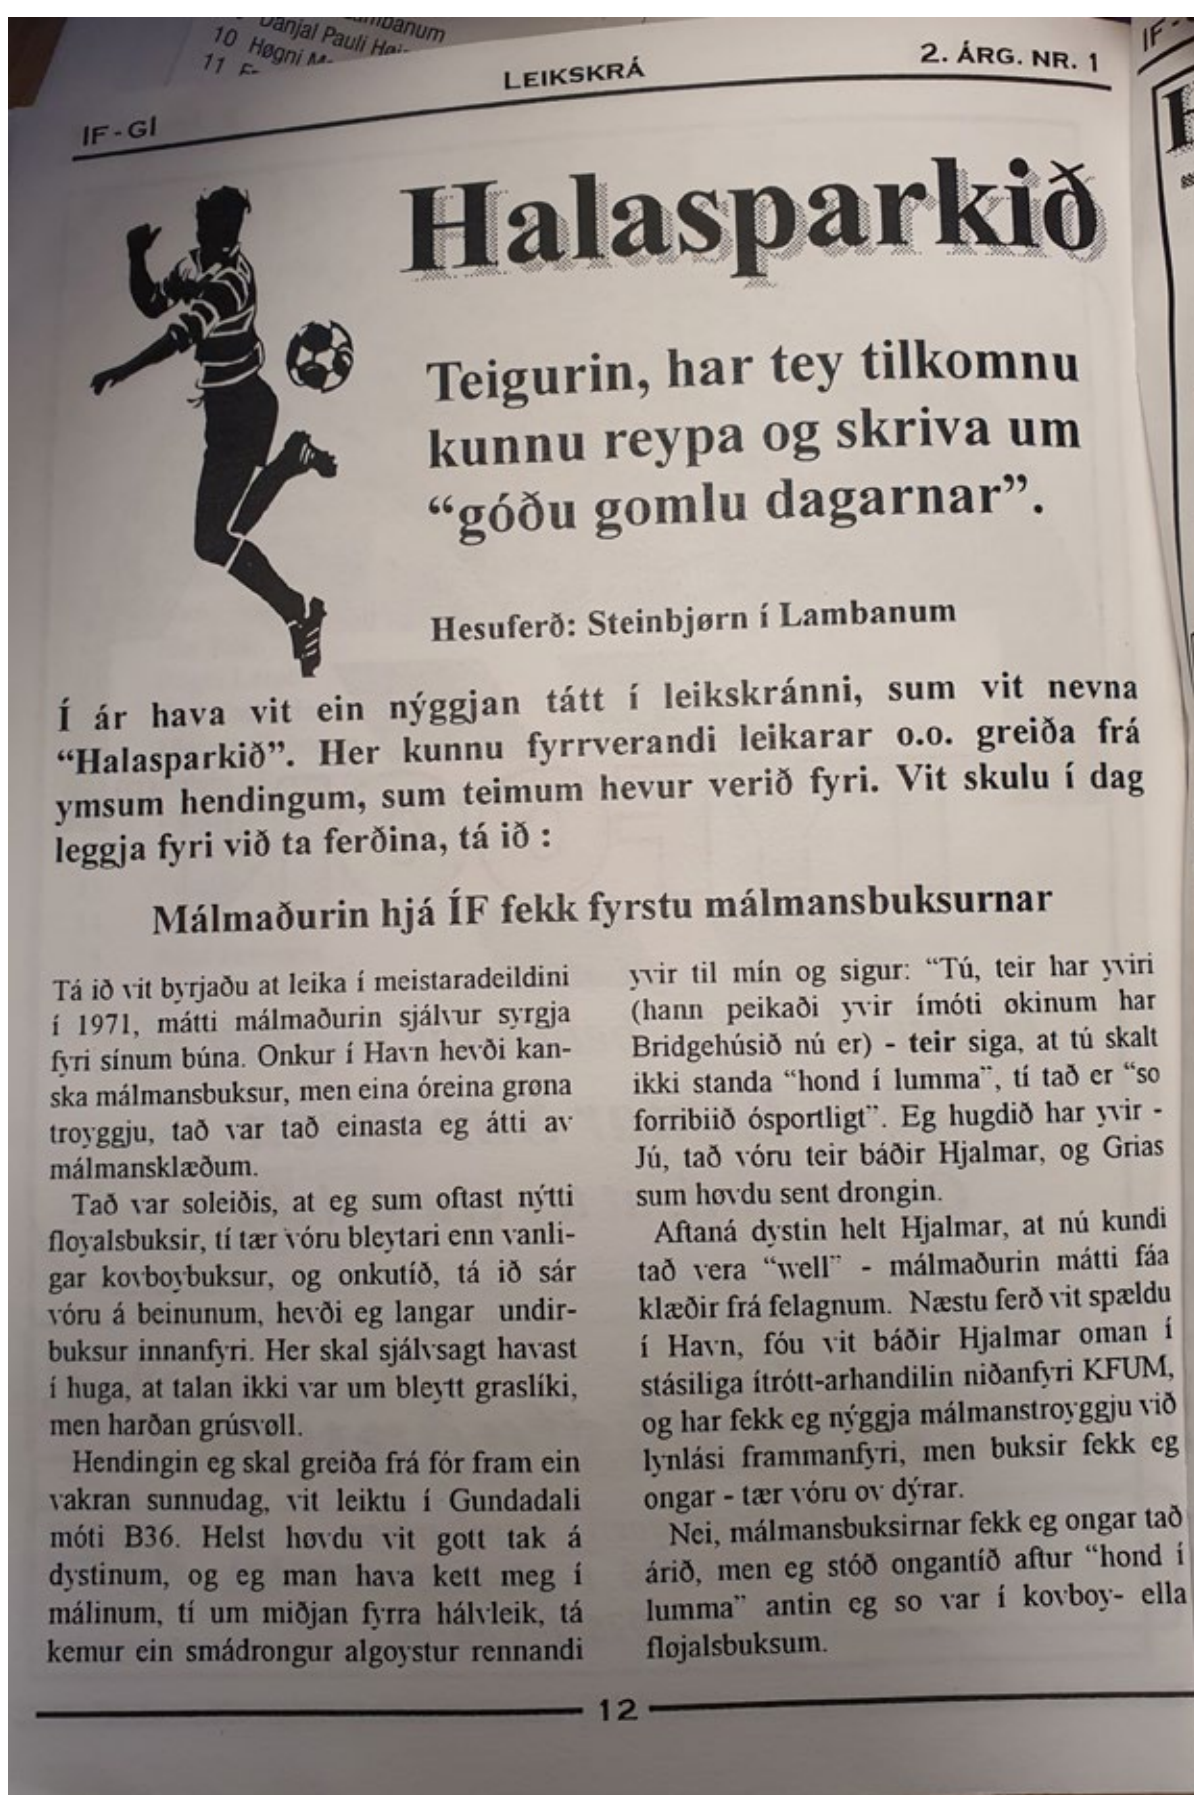 10 Danjal Pauli
11
10 Høgni
IF-GI
LEIKSKRÁ
2. ÁRG. NR. 1
Halasparkið
Teigurin, har tey tilkomnu
kunnu reypa og skriva um
“góðu gomlu dagarnar”.
Hesuferð: Steinbjørn í Lambanum
Í ár hava vit ein nýggjan tátt í leikskránni, sum vit nevna
“Halasparkið”. Her kunnu fyrrverandi leikarar o.o. greiða frá
ymsum hendingum, sum teimum hevur verið fyri. Vit skulu í dag
leggja fyri við ta ferðina, tá ið :
Málmaðurin hjá ÍF fekk fyrstu málmansbuksurnar
Tá ið vit byrjaðu at leika í meistaradeildini
í 1971, mátti málmaðurin sjálvur syrgja
fyri sínum búna. Onkur í Havn hevði kan-
ska málmansbuksur, men eina óreina grøna
troyggju, tað var tað einasta eg átti av
málmansklæðum.
Tað var soleiðis, at eg sum oftast nýtti
floyalsbuksir, tí tær vóru bleytari enn vanli-
gar kovboybuksur, og onkutíð, tá ið sár
vóru á beinunum, hevði eg langar undir-
buksur innanfyri. Her skal sjálvsagt havast
í huga, at talan ikki var um bleytt graslíki,
men harðan grúsvøll.
Hendingin eg skal greiða frá fór fram ein
vakran sunnudag, vit leiktu í Gundadali
móti B36. Helst høvdu vit gott tak á
dystinum, og eg man hava kett meg í
málinum, tí um miðjan fyrra hálvleik, tá
kemur ein smádrongur algoystur rennandi
yvir til mín og sigur: “Tú, teir har yviri
(hann peikaði yvir ímóti økinum har
Bridgehúsið nú er) - teir siga, at tú skalt
ikki standa “hond í lumma”, tí tað er “so
forribiið ósportligt”. Eg hugdið har yvir -
Jú, tað vóru teir báðir Hjalmar, og Grias
sum høvdu sent drongin.
Aftaná dystin helt Hjalmar, at nú kundi
tað vera “well” - málmaðurin mátti fáa
klæðir frá felagnum. Næstu ferð vit spældu
í Havn, fóu vit báðir Hjalmar oman í
stásiliga ítrótt-arhandilin niðanfyri KFUM,
og har fekk eg nýggja málmanstroyggju við
lynlási frammanfyri, men buksir fekk eg
ongar - tær vóru ov dýrar.
Nei, málmansbuksirnar fekk eg ongar tað
árið, men eg stóð ongantíð aftur “hond í
lumma” antin eg so var í kovboy- ella
fløjalsbuksum.
12